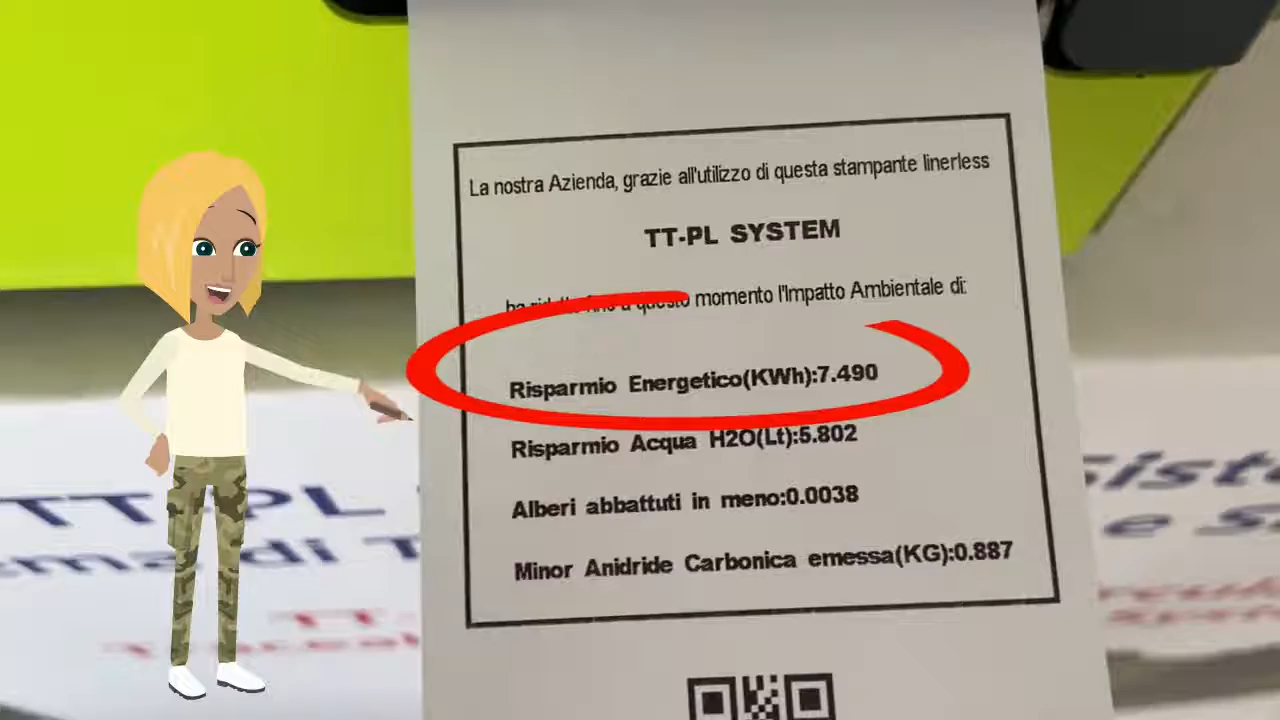 La nostra Azienda, grazie all'utilizzo di questa stampante linerless
TT-PL SYSTEM
questo momento l'Impatto Ambientale di:
Risparmio Energetico(KWh):7.490
Risparmio Acqua H2O(Lt):5.802
Alberi abbattuti in meno:0.0038
Minor Anidride Carbonica emessa(KG):0.887
TT-PL